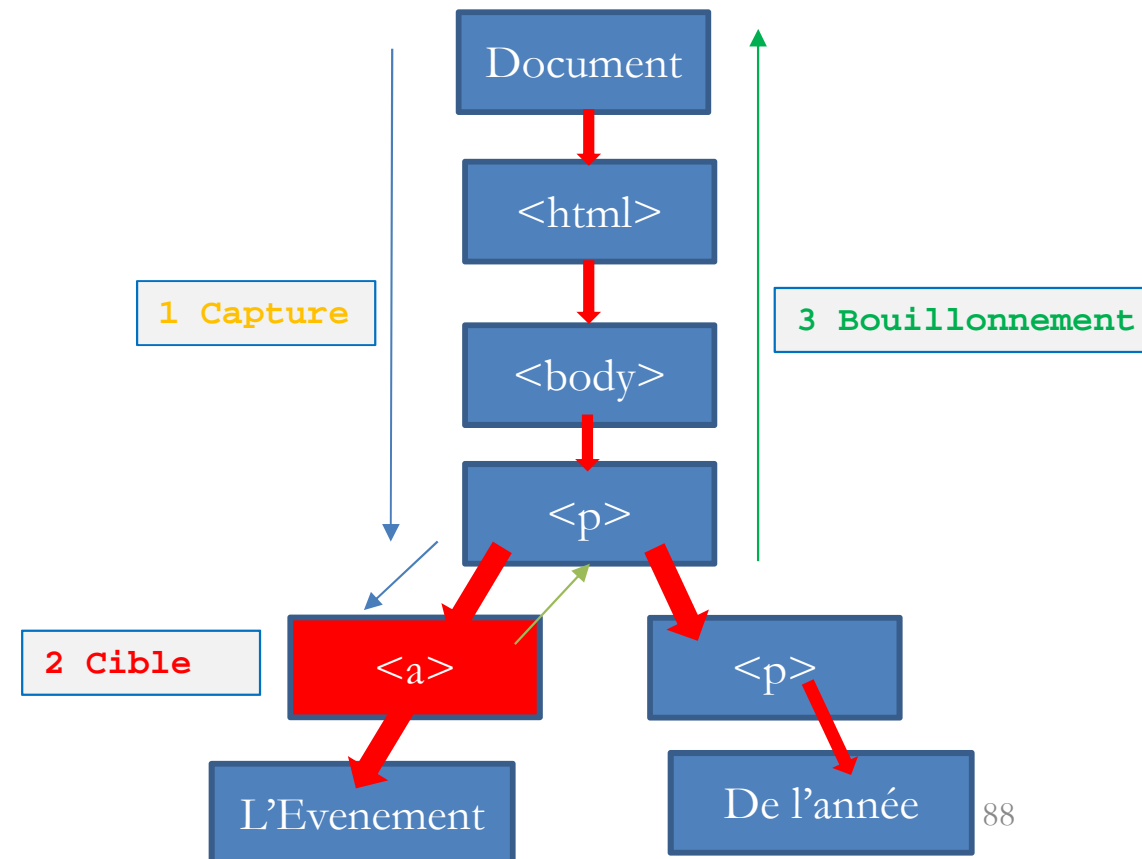 Document
<html>
1 Capture
3 Bouillonnement
<body>
<p>
2 Cible
<a>
<p>
L’Evenement
De l’année
88